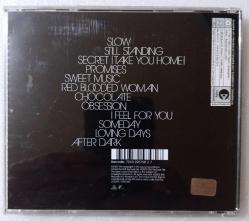 SLOW
STILL STANDING
SECRET (TAKE YOU HOME)
PROMISES
SWEET MUSIC
RED BLOODED WOMAN
CHOCOLATE
OBSESSION
I FEEL FOR YOU
SOMEDAY
LOVING DAYS
AFTER DARK